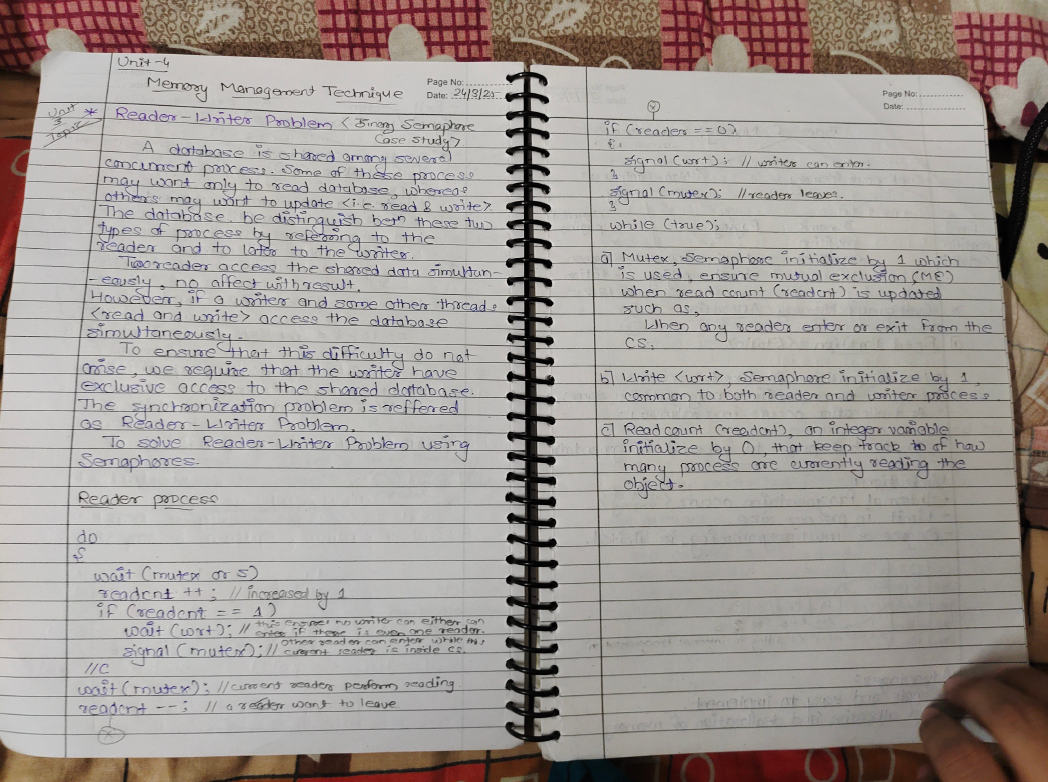 Unit-4
Memory Management Technique
Page No:
Date: 24/9/25
Unit
3
Topic
* Reader-Writer Problem <Binary Semaphore
Case study>
A database is shared among several
concurrent process. Some of these process
may want only to read database, whereas
others may want to update <i.e. read & write>
The database. be distinguish betn these two
types of process by referring to the
reader and to later to the writer.
Two reader access the shared data simultan-
eously, no affect with result,
However, if a writer and some other threads
<read and write> access the database
simultaneously.
To ensure that this difficulty do not
arise, we require that the writer have
exclusive access to the shared database.
The synchronization problem is reffered
as Reader-Writer Problem.
To solve Reader-Writer Problem using
Semaphores.
Reader process
do
{
wait (mutex or S)
readcnt ++ ; // increased by 1
if (readcnt == 1)
wait (wrt); // this ensures no writer can either can
enter if there is even one reader.
other reader can enter while this
signal (mutex); // current reader is inside CS.
//C
wait (mutex); // current reader perform reading
readcnt --; // a reader want to leave
Page No:
Date:
if (reader == 0)
{
signal (wrt); // writer can enter.
}
signal (mutex); // reader leaves.
}
while (true);
a] Mutex, semaphore initialize by 1 which
is used, ensure mutual exclusion (ME)
when read count (readcnt) is updated
such as,
When any reader enter or exit from the
CS.
b] Write <wrt>, Semaphore initialize by 1,
common to both reader and writer process.
c] Read count (readcnt), an integer variable
initialize by 0, that keep track of how
many process are currently reading the
object.